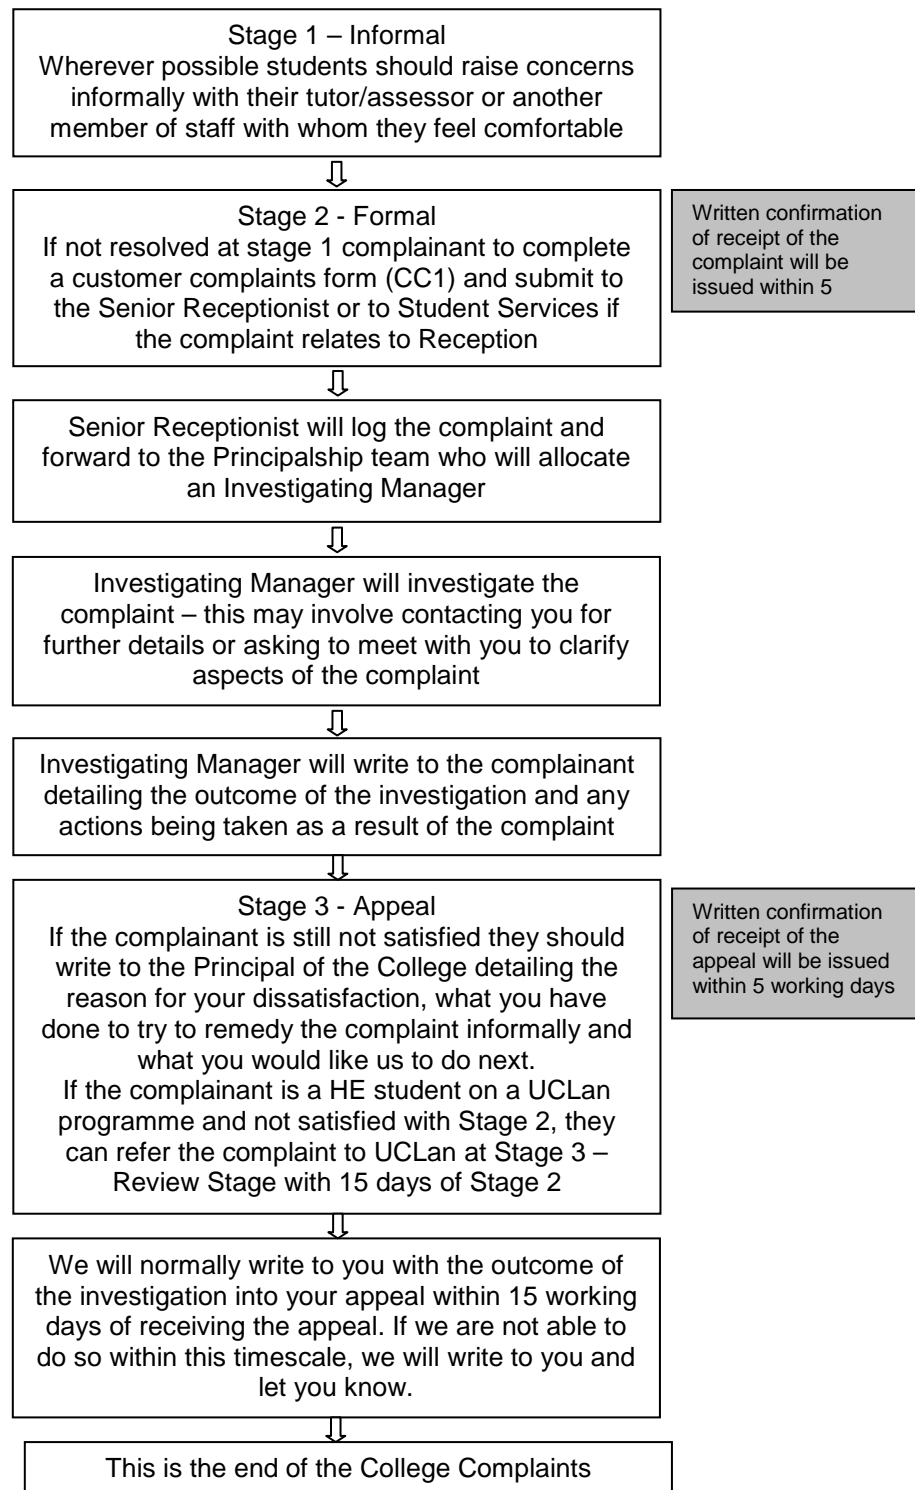 Stage 1 – Informal
Wherever possible students should raise concerns
informally with their tutor/assessor or another
member of staff with whom they feel comfortable
Stage 2 - Formal
If not resolved at stage 1 complainant to complete
a customer complaints form (CC1) and submit to
the Senior Receptionist or to Student Services if
the complaint relates to Reception
Written confirmation
of receipt of the
complaint will be
issued within 5
Senior Receptionist will log the complaint and
forward to the Principalship team who will allocate
an Investigating Manager
Investigating Manager will investigate the
complaint – this may involve contacting you for
further details or asking to meet with you to clarify
aspects of the complaint
Investigating Manager will write to the complainant
detailing the outcome of the investigation and any
actions being taken as a result of the complaint
Stage 3 - Appeal
If the complainant is still not satisfied they should
write to the Principal of the College detailing the
reason for your dissatisfaction, what you have
done to try to remedy the complaint informally and
what you would like us to do next.
If the complainant is a HE student on a UCLan
programme and not satisfied with Stage 2, they
can refer the complaint to UCLan at Stage 3 –
Review Stage with 15 days of Stage 2
Written confirmation
of receipt of the
appeal will be issued
within 5 working days
We will normally write to you with the outcome of
the investigation into your appeal within 15 working
days of receiving the appeal. If we are not able to
do so within this timescale, we will write to you and
let you know.
This is the end of the College Complaints